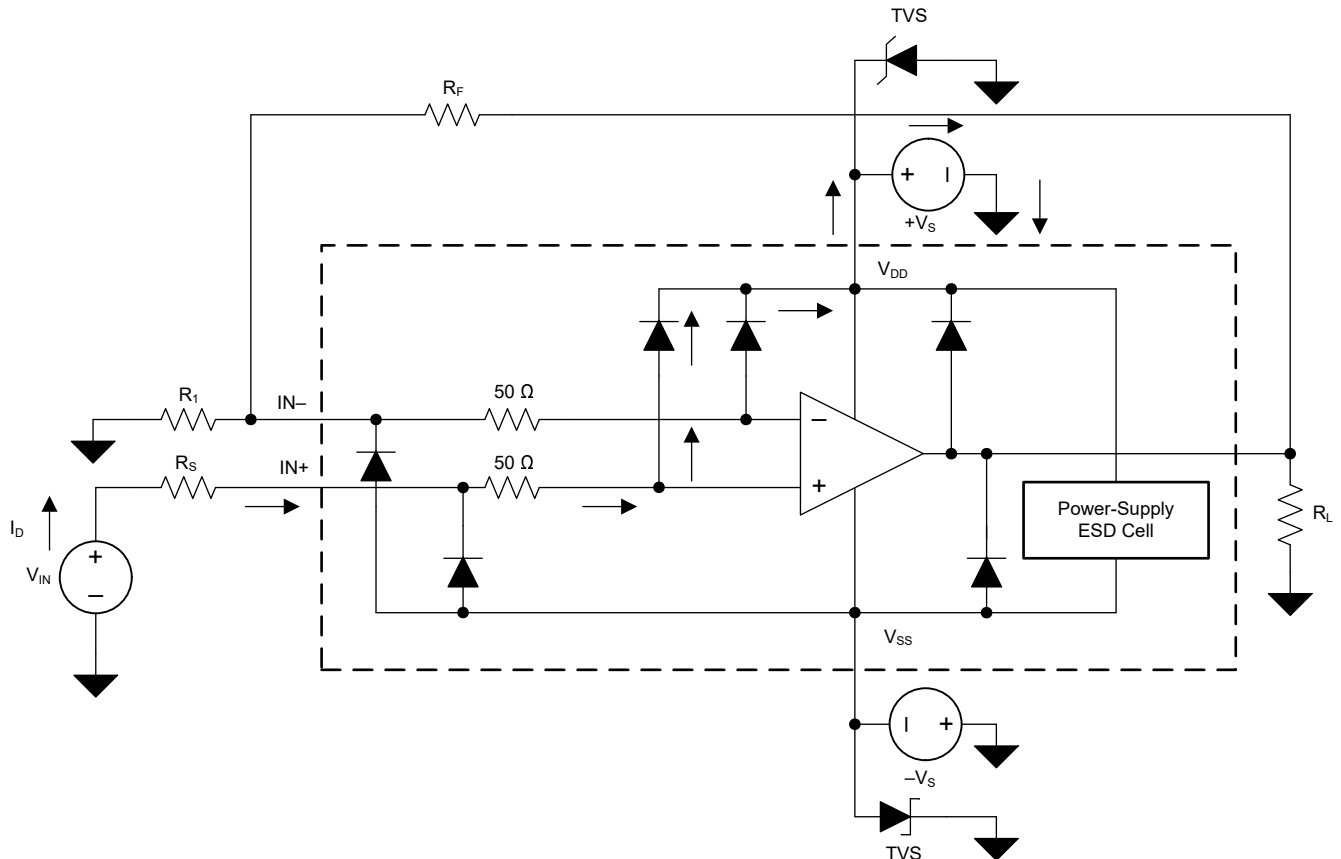 TVS
R_F
+ I
+V_S
V_DD
R_1
IN–
50 Ω
–
R_S
IN+
50 Ω
+
Power-Supply
ESD Cell
R_L
I_D
+
V_IN
–
V_SS
I +
–V_S
TVS